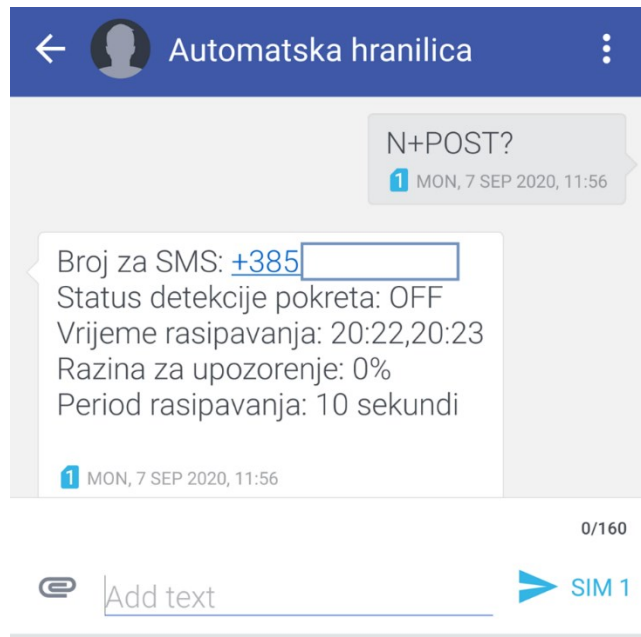 Automatska hranilica
N+POST?
1 MON, 7 SEP 2020, 11:56
Broj za SMS: +385
Status detekcije pokreta: OFF
Vrijeme rasipavanja: 20:22,20:23
Razina za upozorenje: 0%
Period rasipavanja: 10 sekundi
1 MON, 7 SEP 2020, 11:56
0/160
Add text
SIM 1